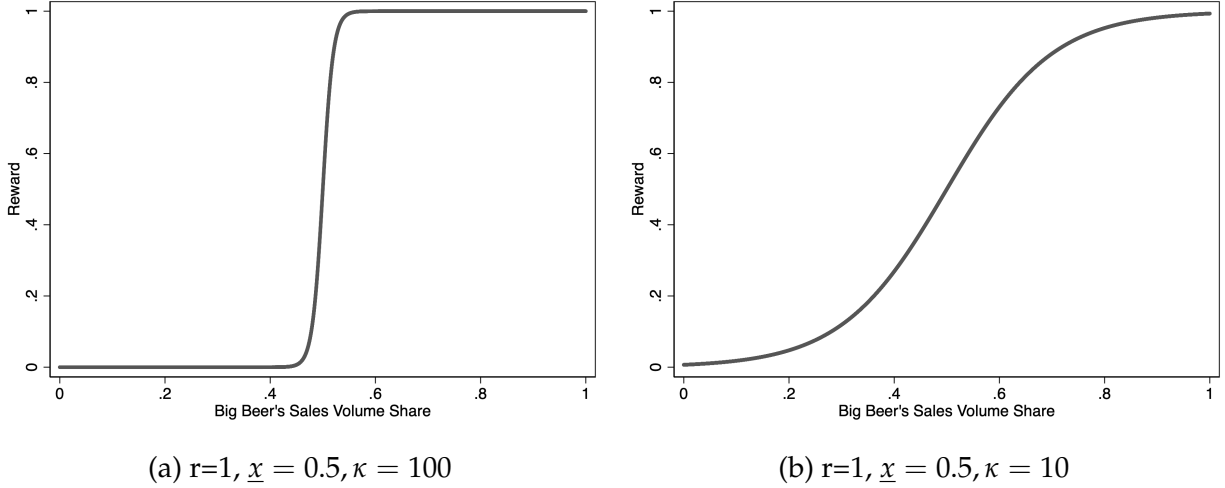 Reward
1
.8
.6
.4
.2
0
0 .2 .4 .6 .8 1
Big Beer's Sales Volume Share
(a) r=1, x̲ = 0.5, κ = 100
Reward
1
.8
.6
.4
.2
0
0 .2 .4 .6 .8 1
Big Beer's Sales Volume Share
(b) r=1, x̲ = 0.5, κ = 10